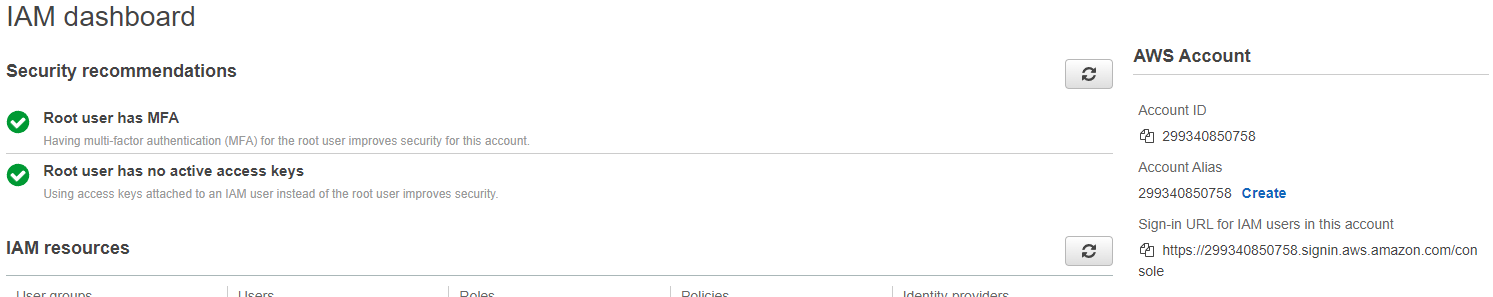 IAM dashboard
Security recommendations
Root user has MFA
Having multi-factor authentication (MFA) for the root user improves security for this account.
Root user has no active access keys
Using access keys attached to an IAM user instead of the root user improves security.
IAM resources
User groups
Users
Roles
Policies
Identity providers
AWS Account
Account ID
299340850758
Account Alias
299340850758 Create
Sign-in URL for IAM users in this account
https://299340850758.signin.aws.amazon.com/con
sole